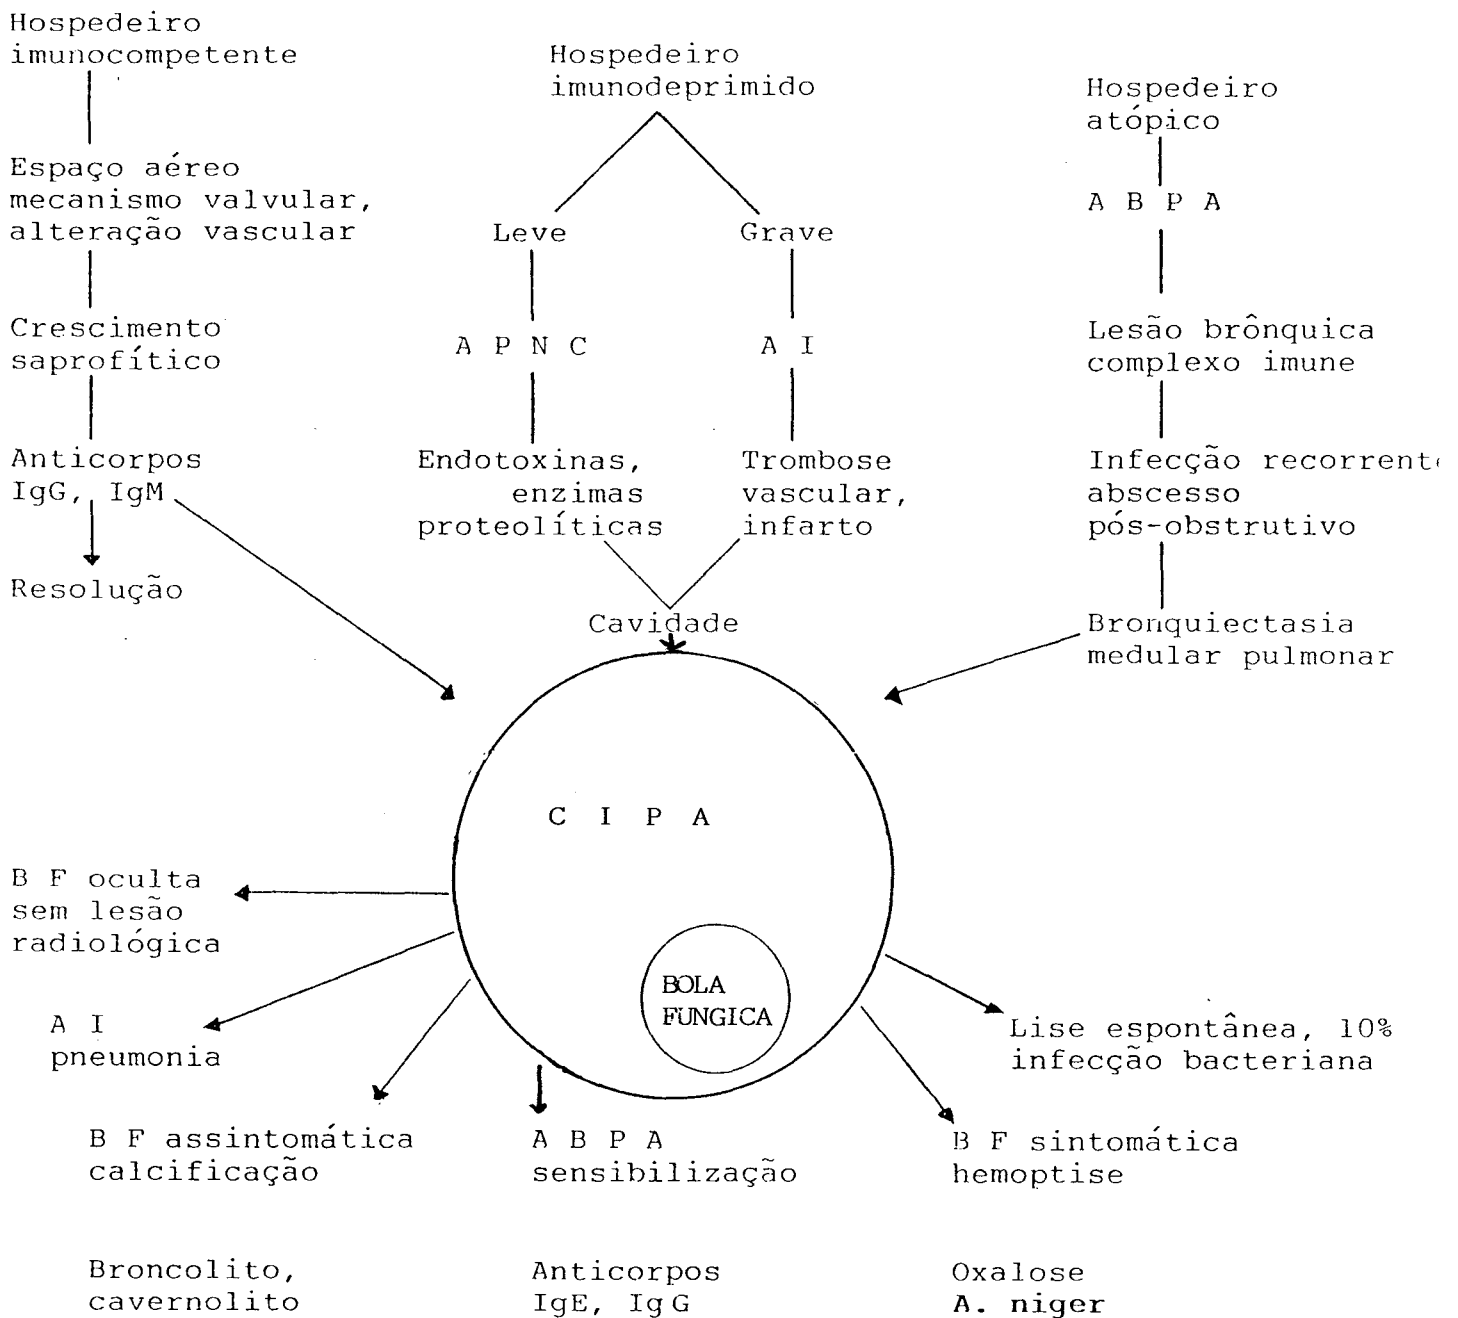 Hospedeiro
imunocompetente
Espaço aéreo
mecanismo valvular,
alteração vascular
Crescimento
saprofítico
Anticorpos
IgG, IgM
Resolução
Hospedeiro
imunodeprimido
Leve
Grave
A P N C
A I
Endotoxinas,
enzimas
proteolíticas
Trombose
vascular,
infarto
Cavidade
Hospedeiro
atópico
A B P A
Lesão brônquica
complexo imune
Infecção recorrent
abscesso
pós-obstrutivo
Bronquiectasia
medular pulmonar
C I P A
BOLA
FUNGICA
B F oculta
sem lesão
radiológica
A I
pneumonia
B F assintomática
calcificação
Broncolito,
cavernolito
A B P A
sensibilização
Anticorpos
IgE, Ig G
Lise espontânea, 10%
infecção bacteriana
B F sintomática
hemoptise
Oxalose
A. niger